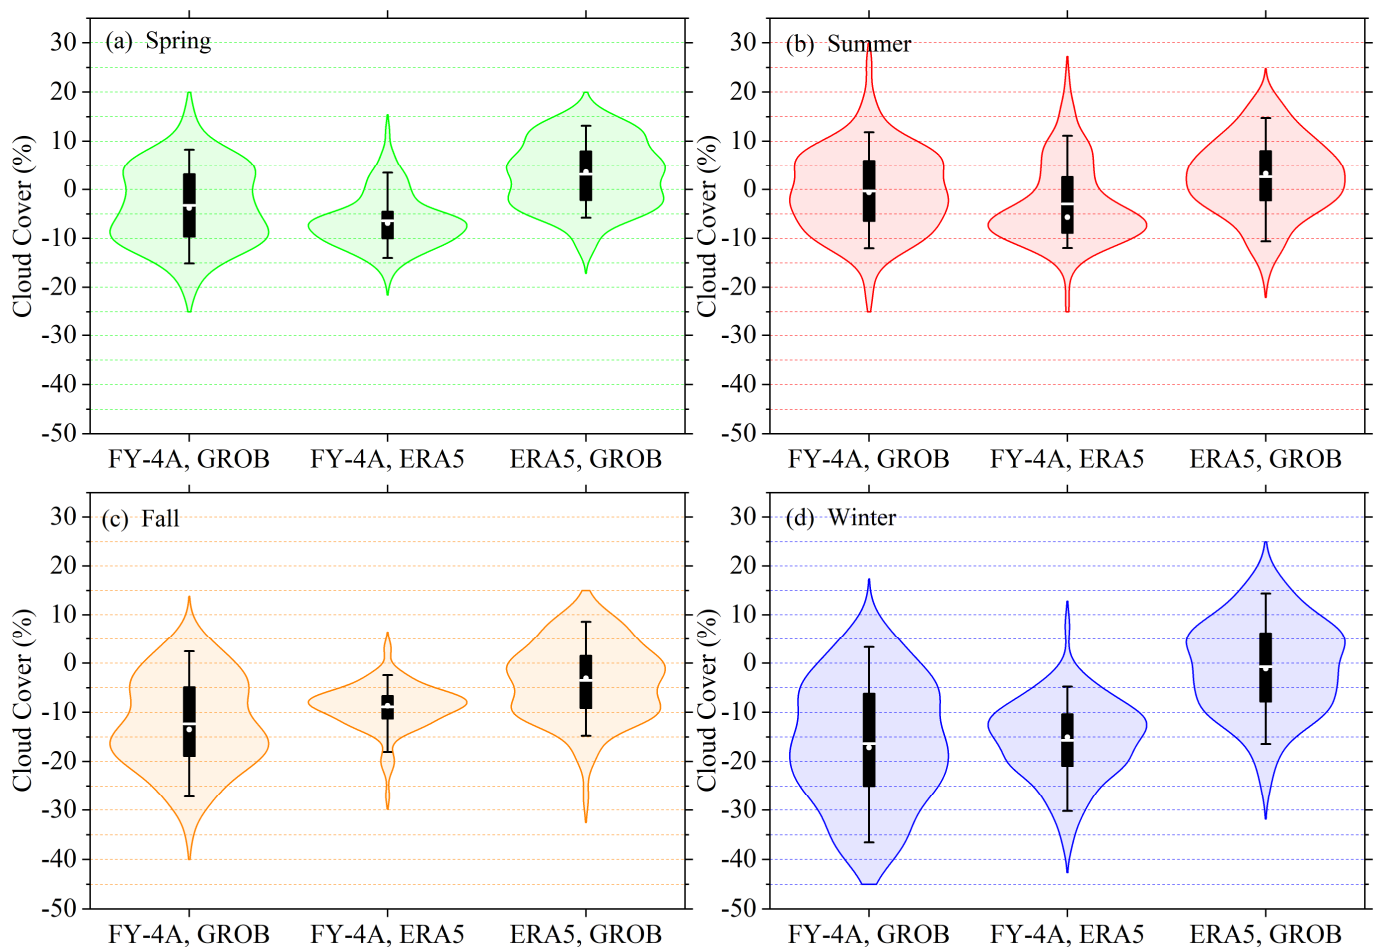 (a) Spring
30
20
10
0
-10
-20
-30
-40
-50
Cloud Cover (%)
FY-4A, GROB
FY-4A, ERA5
ERA5, GROB
(b) Summer
30
20
10
0
-10
-20
-30
-40
-50
Cloud Cover (%)
FY-4A, GROB
FY-4A, ERA5
ERA5, GROB
(c) Fall
30
20
10
0
-10
-20
-30
-40
-50
Cloud Cover (%)
FY-4A, GROB
FY-4A, ERA5
ERA5, GROB
(d) Winter
30
20
10
0
-10
-20
-30
-40
-50
Cloud Cover (%)
FY-4A, GROB
FY-4A, ERA5
ERA5, GROB